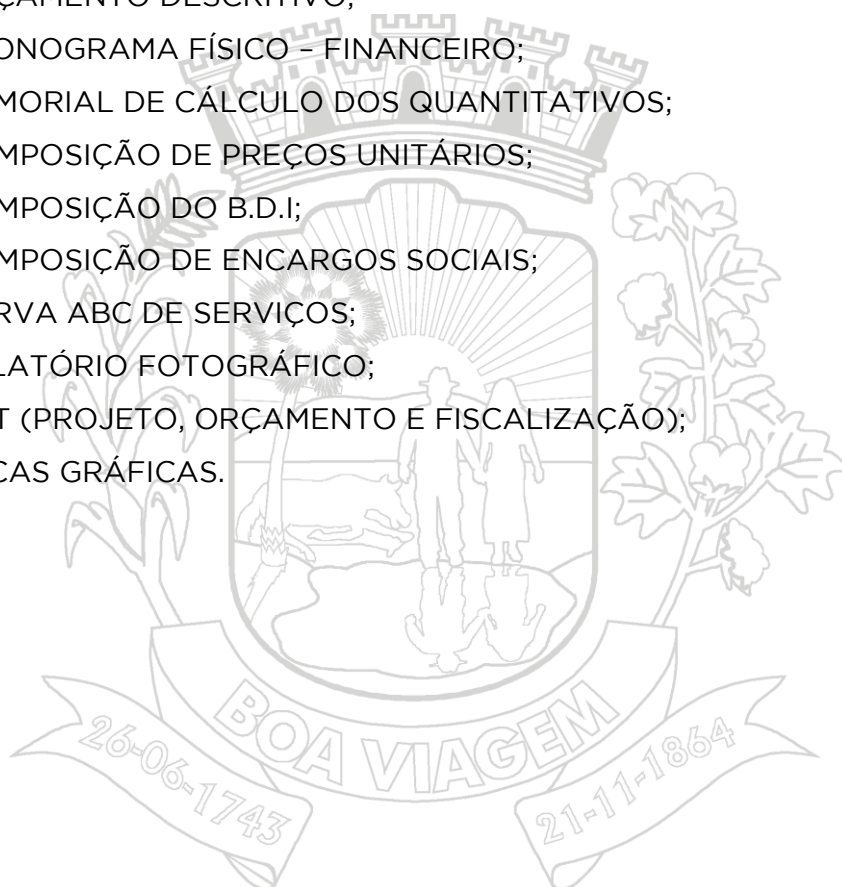 ÇAMENTO DESCRITIVO;
ONOGRAMA FÍSICO – FINANCEIRO;
MORIAL DE CÁLCULO DOS QUANTITATIVOS;
MPOSIÇÃO DE PREÇOS UNITÁRIOS;
MPOSIÇÃO DO B.D.I;
MPOSIÇÃO DE ENCARGOS SOCIAIS;
RVA ABC DE SERVIÇOS;
LATÓRIO FOTOGRÁFICO;
T (PROJETO, ORÇAMENTO E FISCALIZAÇÃO);
CAS GRÁFICAS.
BOA VIAGEM
26-06-1743
21-11-1864